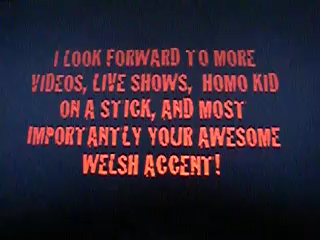 I LOOK FORWARD TO MORE
VIDEOS, LIVE SHOWS, HOMO KID
ON A STICK, AND MOST
IMPORTANTLY YOUR AWESOME
WELSH ACCENT!